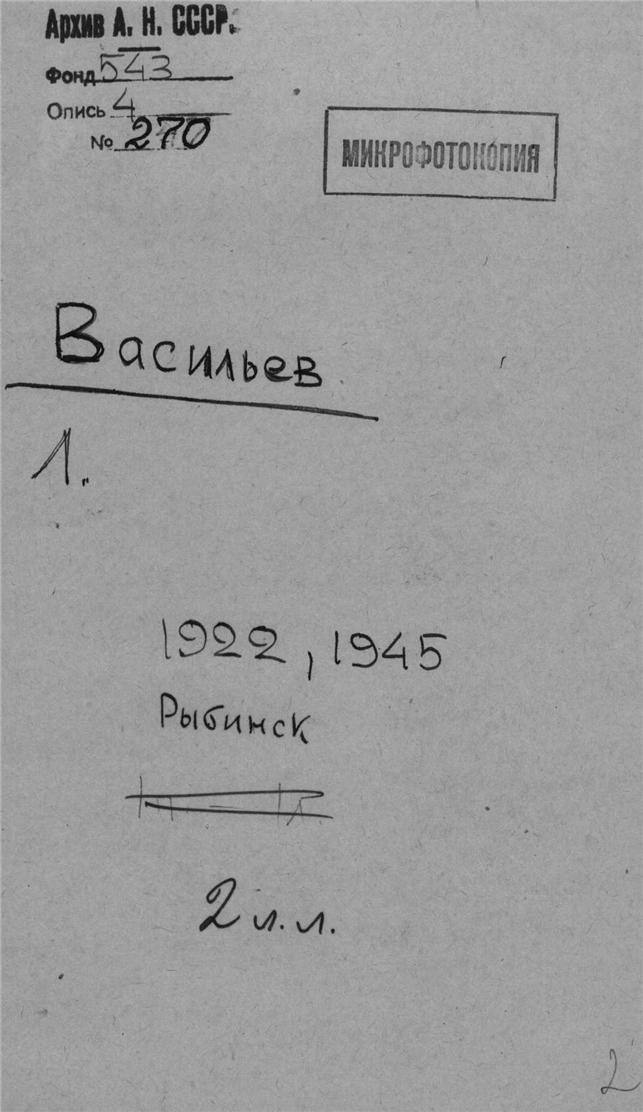 Архив А. Н. СССР.
Фонд 543
Опись 4
№ 270
МИКРОФОТОКОПИЯ
Васильев
1.
1922, 1945
Рыбинск
2 л.л.
2